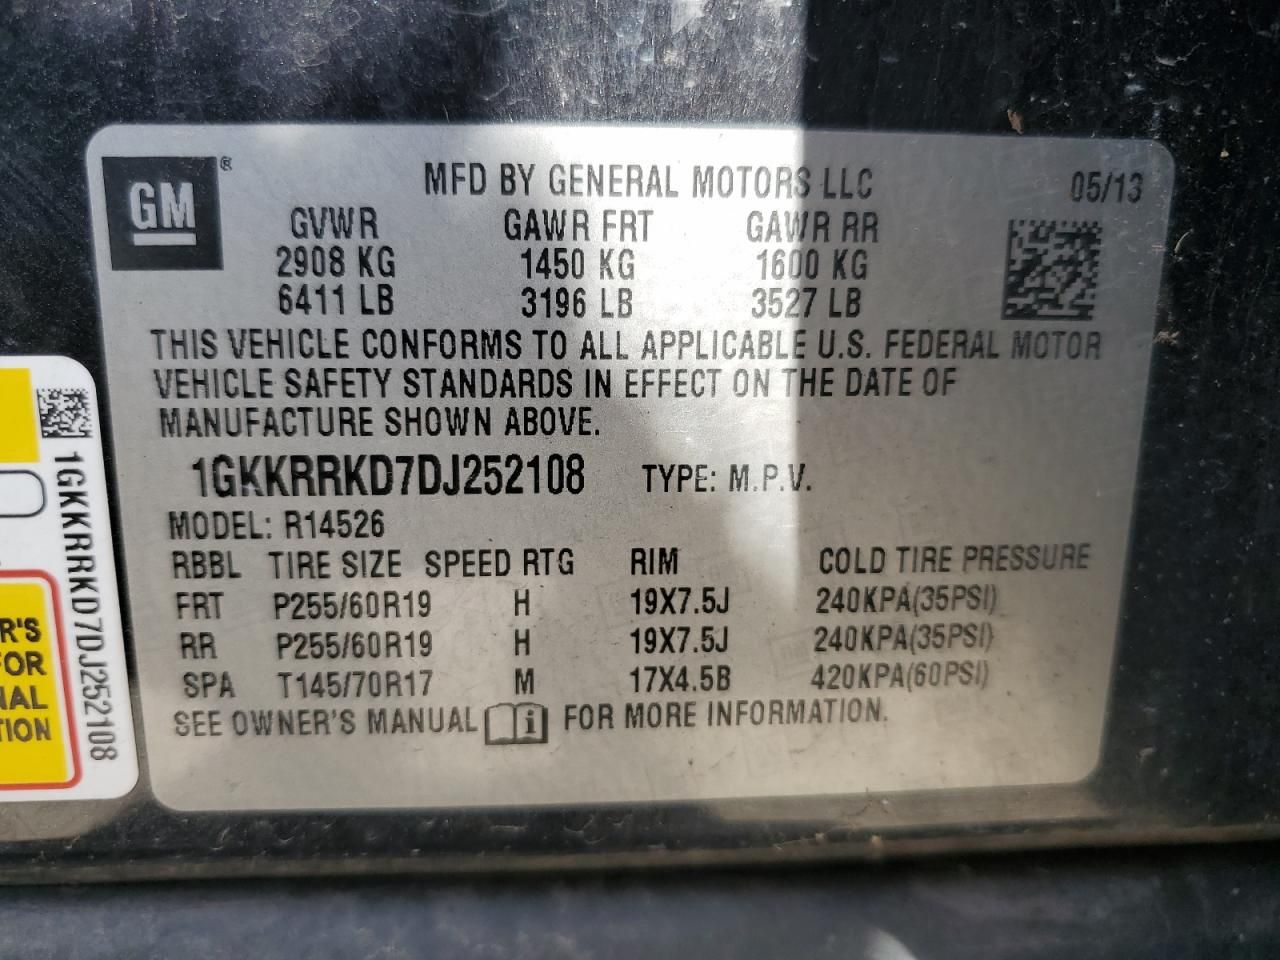 GM ®
MFD BY GENERAL MOTORS LLC 05/13
GVWR GAWR FRT GAWR RR
2908 KG 1450 KG 1600 KG
6411 LB 3196 LB 3527 LB
THIS VEHICLE CONFORMS TO ALL APPLICABLE U.S. FEDERAL MOTOR
VEHICLE SAFETY STANDARDS IN EFFECT ON THE DATE OF
MANUFACTURE SHOWN ABOVE.
1GKKRRKD7DJ252108 TYPE: M.P.V.
MODEL: R14526
RBBL TIRE SIZE SPEED RTG RIM COLD TIRE PRESSURE
FRT P255/60R19 H 19X7.5J 240KPA(35PSI)
RR P255/60R19 H 19X7.5J 240KPA(35PSI)
SPA T145/70R17 M 17X4.5B 420KPA(60PSI)
SEE OWNER'S MANUAL i FOR MORE INFORMATION.
1GKKRRKD7DJ252108
R'S
FOR
NAL
TION